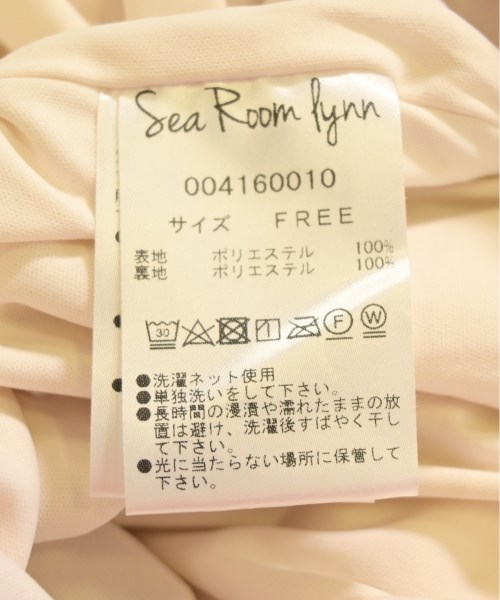 Sea Room lynn
004160010
サイズ FREE
表地 ポリエステル 100%
裏地 ポリエステル 100%
30 F W
●洗濯ネット使用
●単独洗いをして下さい。
●長時間の浸漬や濡れたままの放
置は避け、洗濯後すばやく干し
て下さい。
●光に当たらない場所に保管して
下さい。